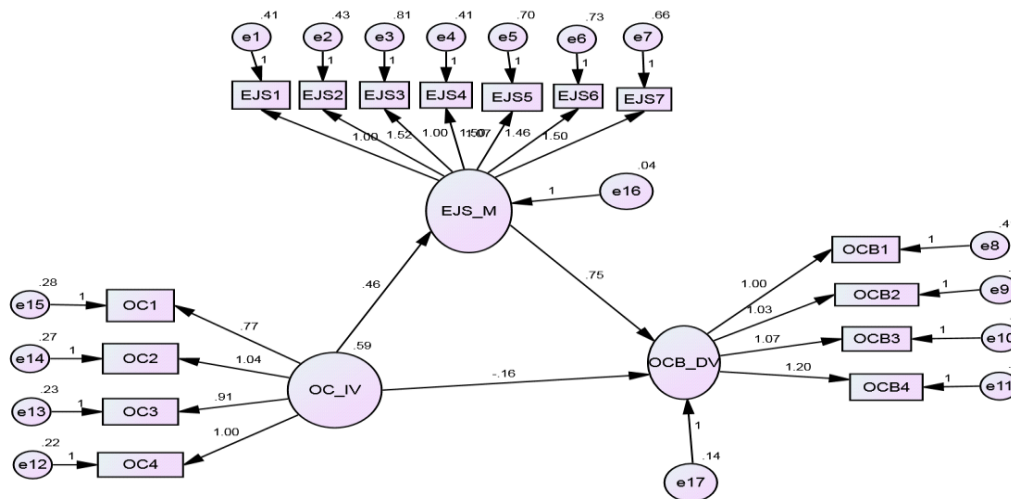 .41 .43 .81 .41 .70 .73 .66
e1 e2 e3 e4 e5 e6 e7
1 1 1 1 1 1 1
EJS1 EJS2 EJS3 EJS4 EJS5 EJS6 EJS7
1.00 1.52 1.00 1.46 1.50
.04
EJS_M 1 e16
.46 .75
.28
e15 1 OC1
.27
e14 1 OC2
.23
e13 1 OC3
.22
e12 1 OC4
.77
1.04
.91
1.00
.59
OC_IV
-.16
OCB_DV
1.00
1.03
1.07
1.20
OCB1 1 e8
OCB2 1 e9
OCB3 1 e10
OCB4 1 e11
1
.14
e17